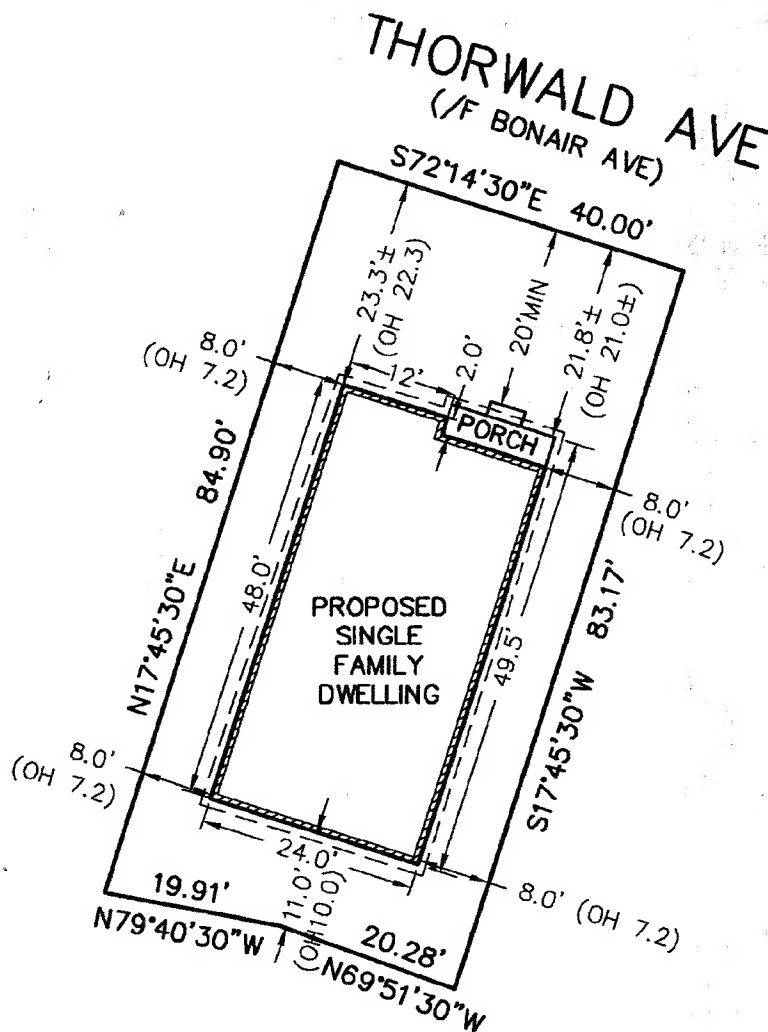 THORWALD AVE
(/F BONAIR AVE)
S72°14'30"E 40.00'
23.3'±
(OH 22.3)
20'MIN
21.8'±
(OH 21.0±)
8.0'
(OH 7.2)
12'
2.0'
PORCH
8.0'
(OH 7.2)
N17°45'30"E 84.90'
48.0'
PROPOSED
SINGLE
FAMILY
DWELLING
49.5'
S17°45'30"W 83.17'
8.0'
(OH 7.2)
24.0'
11.0'
(OH10.0)
8.0' (OH 7.2)
19.91'
N79°40'30"W
20.28'
N69°51'30"W